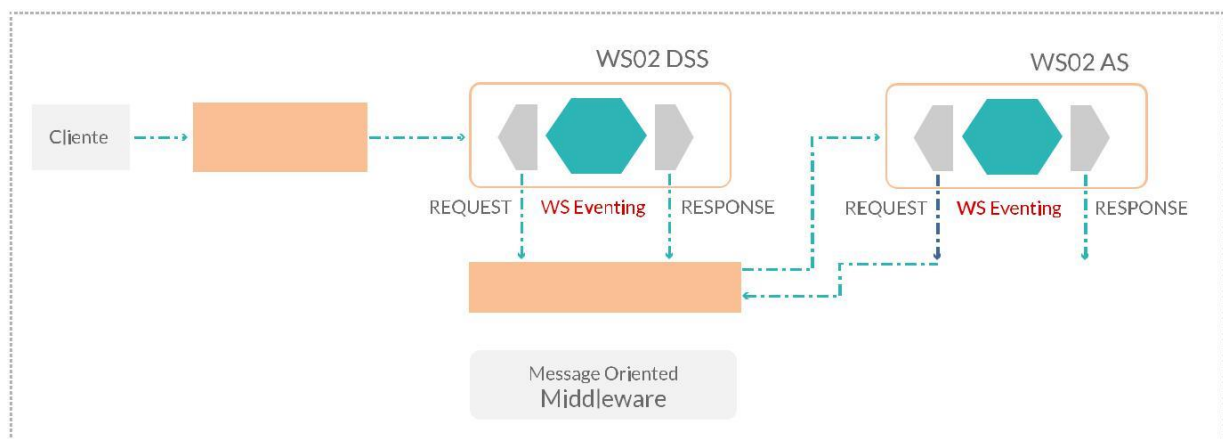 WS02 DSS
WS02 AS
Cliente
REQUEST
WS Eventing
RESPONSE
REQUEST
WS Eventing
RESPONSE
Message Oriented
Middleware